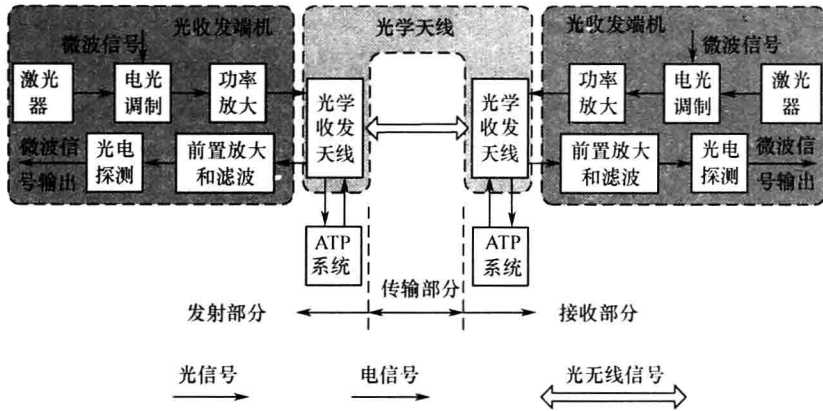 光收发端机
光学天线
光收发端机
微波信号
微波信号
激光器
电光调制
功率放大
光学收发天线
光学收发天线
功率放大
电光调制
激光器
微波信号输出
光电探测
前置放大和滤波
前置放大和滤波
光电探测
微波信号输出
ATP系统
ATP系统
发射部分
传输部分
接收部分
光信号
电信号
光无线信号